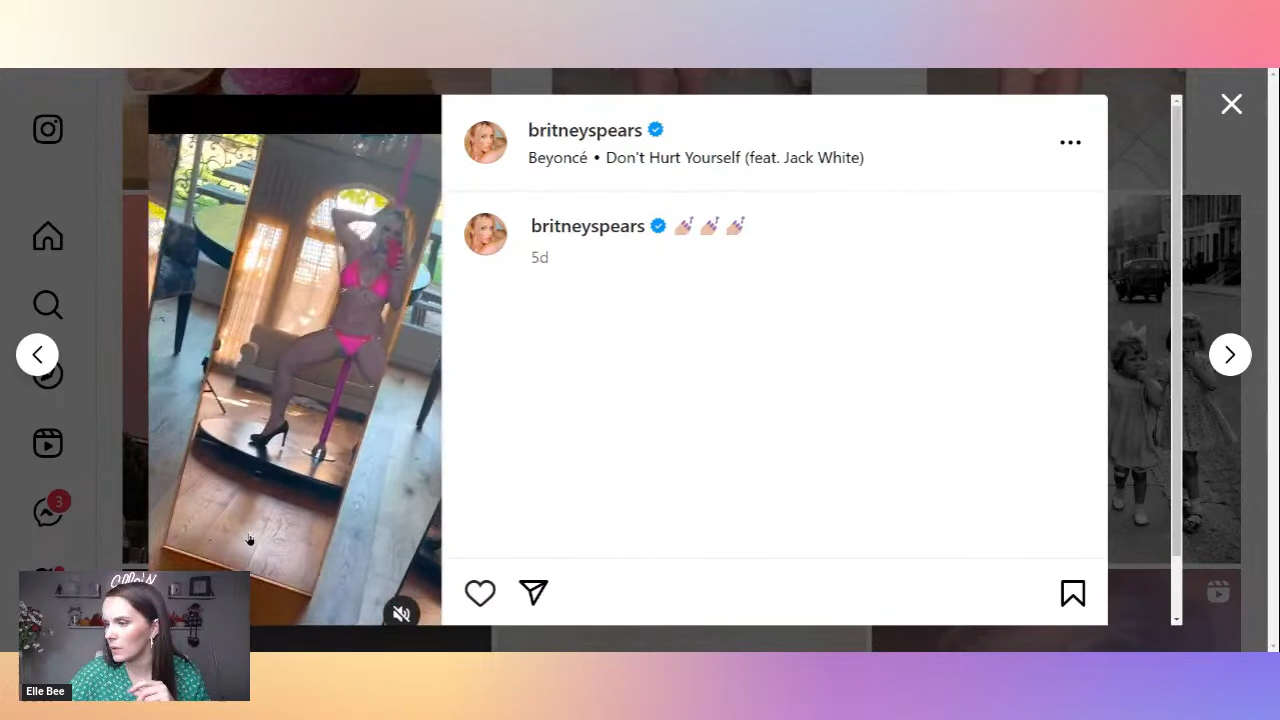 britneyspears
Beyoncé • Don't Hurt Yourself (feat. Jack White)
britneyspears 💅🏼 💅🏼 💅🏼
5d
3
Elle Bee